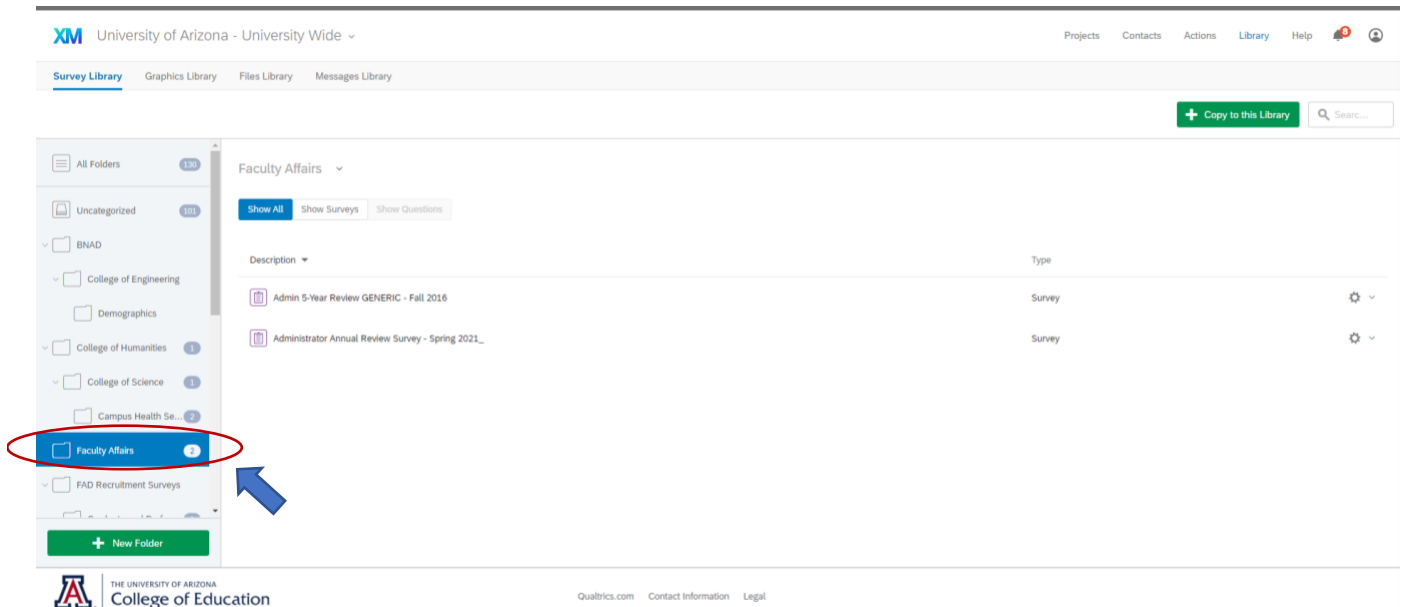 XM University of Arizona - University Wide
Projects Contacts Actions Library Help 8
Survey Library Graphics Library Files Library Messages Library
+ Copy to this Library Searc...
All Folders 130
Uncategorized 101
BNAD
College of Engineering
Demographics
College of Humanities 1
College of Science 1
Campus Health Se... 2
Faculty Affairs 2
FAD Recruitment Surveys
+ New Folder
Faculty Affairs
Show All Show Surveys Show Questions
Description Type
Admin 5-Year Review GENERIC - Fall 2016 Survey
Administrator Annual Review Survey - Spring 2021_ Survey
A THE UNIVERSITY OF ARIZONA
College of Education
Qualtrics.com Contact Information Legal